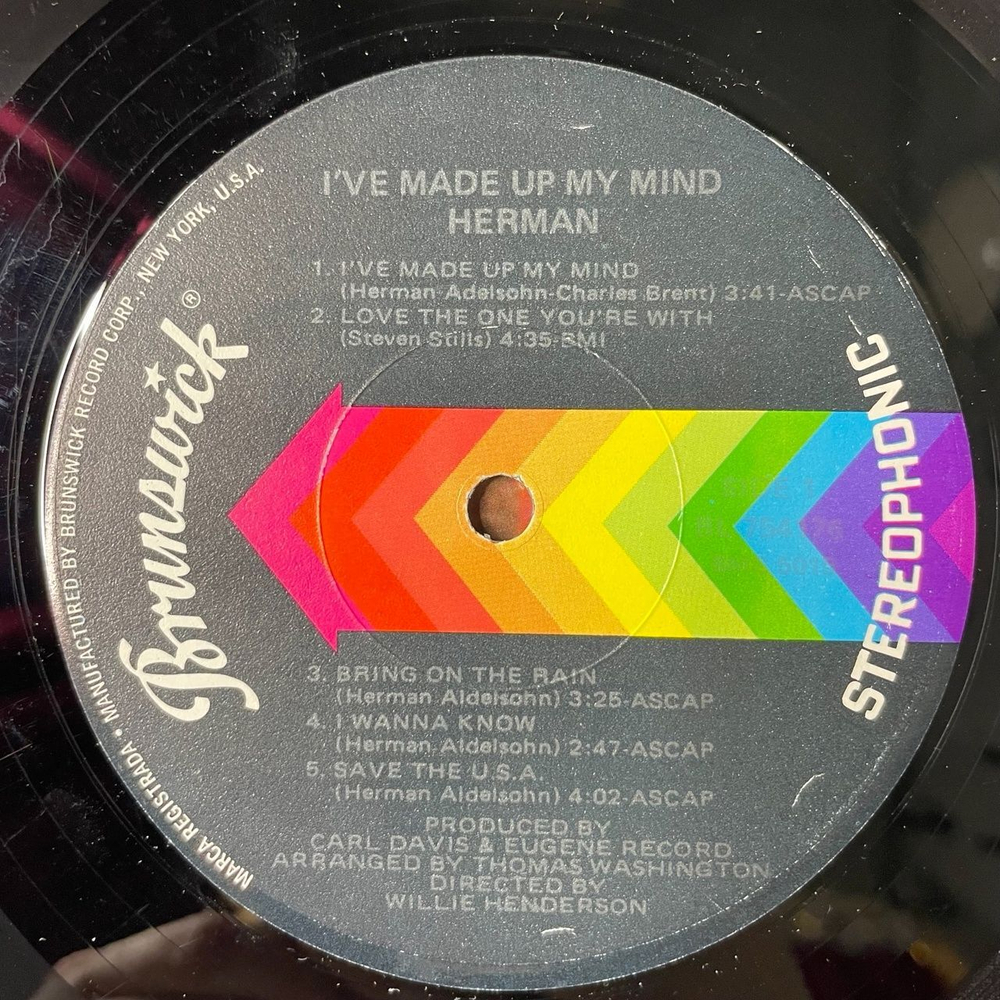 I'VE MADE UP MY MIND
HERMAN
1. I'VE MADE UP MY MIND
(Herman Adelsohn-Charles Brent) 3:41-ASCAP
2. LOVE THE ONE YOU'RE WITH
(Steven Stills) 4:35-BMI
Brunswick ®
STEREOPHONIC
3. BRING ON THE RAIN
(Herman Aldelsohn) 3:25-ASCAP
4. I WANNA KNOW
(Herman Aldelsohn) 2:47-ASCAP
5. SAVE THE U.S.A.
(Herman Aldelsohn) 4:02-ASCAP
PRODUCED BY
CARL DAVIS & EUGENE RECORD
ARRANGED BY THOMAS WASHINGTON
DIRECTED BY
WILLIE HENDERSON
MARCA REGISTRADA • MANUFACTURED BY BRUNSWICK RECORD CORP., NEW YORK, U.S.A.